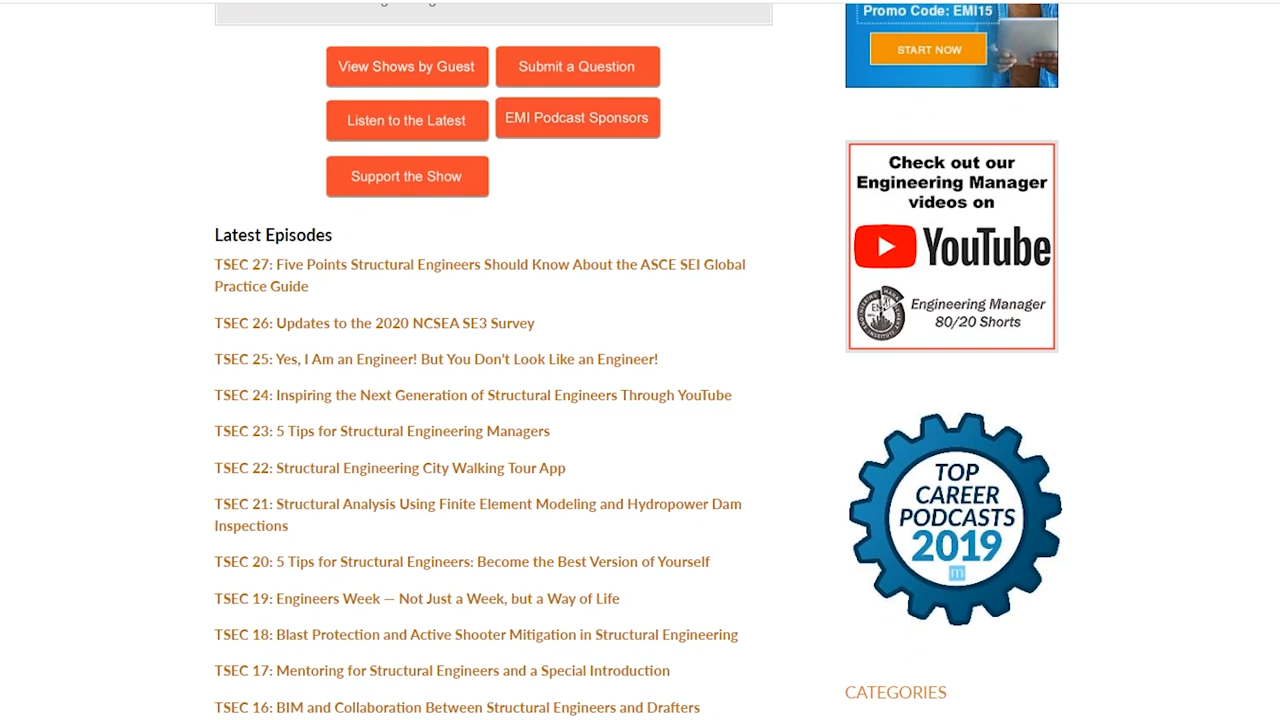 View Shows by Guest
Submit a Question
Listen to the Latest
EMI Podcast Sponsors
Support the Show
Latest Episodes
TSEC 27: Five Points Structural Engineers Should Know About the ASCE SEI Global
Practice Guide
TSEC 26: Updates to the 2020 NCSEA SE3 Survey
TSEC 25: Yes, I Am an Engineer! But You Don't Look Like an Engineer!
TSEC 24: Inspiring the Next Generation of Structural Engineers Through YouTube
TSEC 23: 5 Tips for Structural Engineering Managers
TSEC 22: Structural Engineering City Walking Tour App
TSEC 21: Structural Analysis Using Finite Element Modeling and Hydropower Dam
Inspections
TSEC 20: 5 Tips for Structural Engineers: Become the Best Version of Yourself
TSEC 19: Engineers Week — Not Just a Week, but a Way of Life
TSEC 18: Blast Protection and Active Shooter Mitigation in Structural Engineering
TSEC 17: Mentoring for Structural Engineers and a Special Introduction
TSEC 16: BIM and Collaboration Between Structural Engineers and Drafters
Promo Code: EMI15
START NOW
Check out our
Engineering Manager
videos on
YouTube
Engineering Manager
80/20 Shorts
TOP
CAREER
PODCASTS
2019
m
CATEGORIES